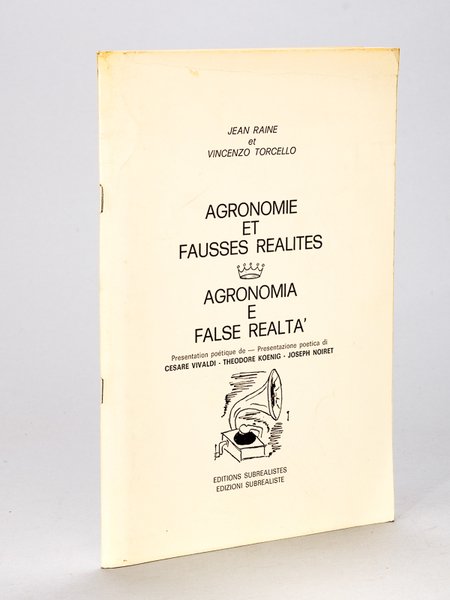 JEAN RAINE
et
VINCENZO TORCELLO
AGRONOMIE
ET
FAUSSES REALITES
AGRONOMIA
E
FALSE REALTA'
Presentation poétique de — Presentazione poetica di
CESARE VIVALDI - THEODORE KOENIG - JOSEPH NOIRET
EDITIONS SUBREALISTES
EDIZIONI SUBREALISTE